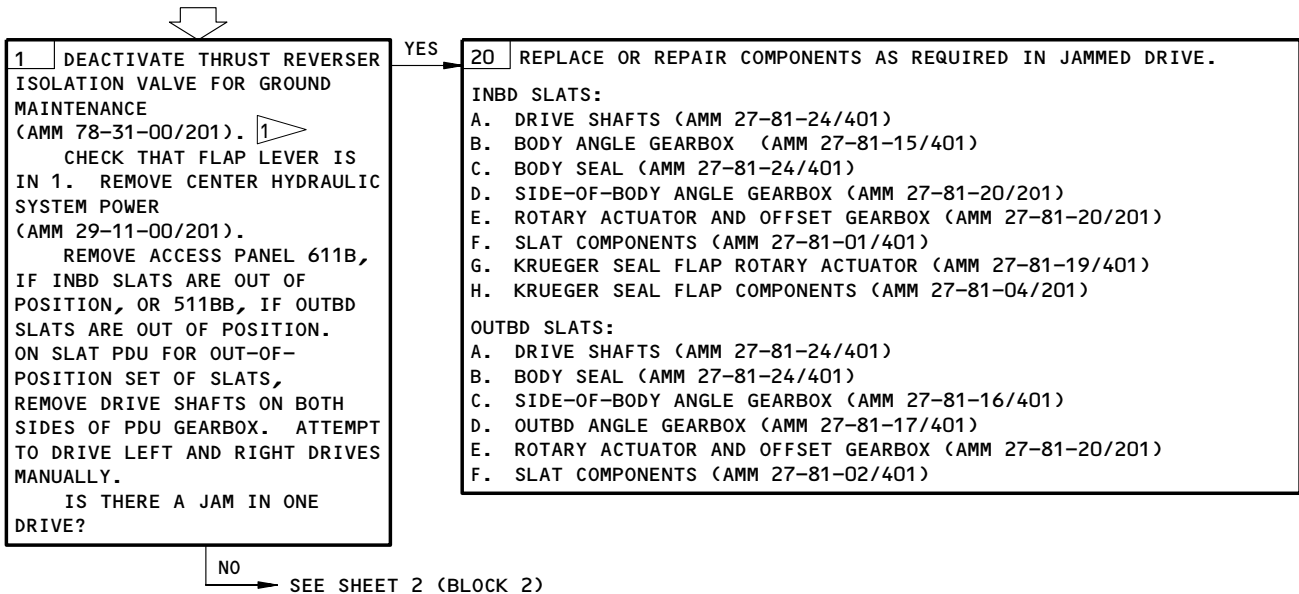 1 DEACTIVATE THRUST REVERSER
ISOLATION VALVE FOR GROUND
MAINTENANCE
(AMM 78-31-00/201). 1
CHECK THAT FLAP LEVER IS
IN 1. REMOVE CENTER HYDRAULIC
SYSTEM POWER
(AMM 29-11-00/201).
REMOVE ACCESS PANEL 611B,
IF INBD SLATS ARE OUT OF
POSITION, OR 511BB, IF OUTBD
SLATS ARE OUT OF POSITION.
ON SLAT PDU FOR OUT-OF-
POSITION SET OF SLATS,
REMOVE DRIVE SHAFTS ON BOTH
SIDES OF PDU GEARBOX. ATTEMPT
TO DRIVE LEFT AND RIGHT DRIVES
MANUALLY.
IS THERE A JAM IN ONE
DRIVE?
YES
20 REPLACE OR REPAIR COMPONENTS AS REQUIRED IN JAMMED DRIVE.
INBD SLATS:
A. DRIVE SHAFTS (AMM 27-81-24/401)
B. BODY ANGLE GEARBOX (AMM 27-81-15/401)
C. BODY SEAL (AMM 27-81-24/401)
D. SIDE-OF-BODY ANGLE GEARBOX (AMM 27-81-20/2O1)
E. ROTARY ACTUATOR AND OFFSET GEARBOX (AMM 27-81-20/201)
F. SLAT COMPONENTS (AMM 27-81-01/401)
G. KRUEGER SEAL FLAP ROTARY ACTUATOR (AMM 27-81-19/401)
H. KRUEGER SEAL FLAP COMPONENTS (AMM 27-81-04/201)
OUTBD SLATS:
A. DRIVE SHAFTS (AMM 27-81-24/401)
B. BODY SEAL (AMM 27-81-24/401)
C. SIDE-OF-BODY ANGLE GEARBOX (AMM 27-81-16/401)
D. OUTBD ANGLE GEARBOX (AMM 27-81-17/401)
E. ROTARY ACTUATOR AND OFFSET GEARBOX (AMM 27-81-20/201)
F. SLAT COMPONENTS (AMM 27-81-02/401)
NO
SEE SHEET 2 (BLOCK 2)